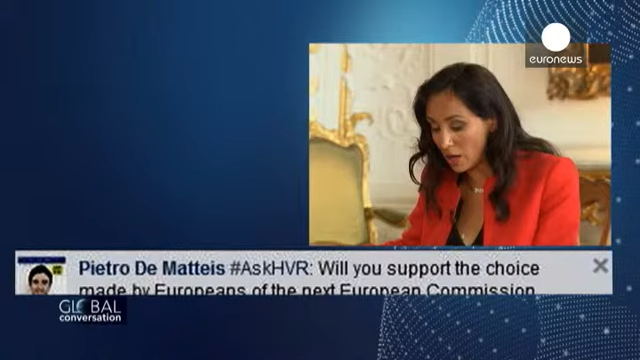 euronews
Pietro De Matteis #AskHVR: Will you support the choice
made by Europeans of the next European Commission
GLOBAL
conversation